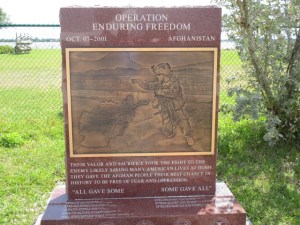 OPERATION
ENDURING FREEDOM
OCT. 07-2001 AFGHANISTAN
THEIR VALOR AND SACRIFICE TOOK THE FIGHT TO THE
ENEMY LIKELY SAVING MANY AMERICAN LIVES AT HOME
THEY GAVE THE AFGHAN PEOPLE THEIR BEST CHANCE IN
HISTORY TO BE FREE OF FEAR AND OPPRESSION.
"ALL GAVE SOME SOME GAVE ALL"